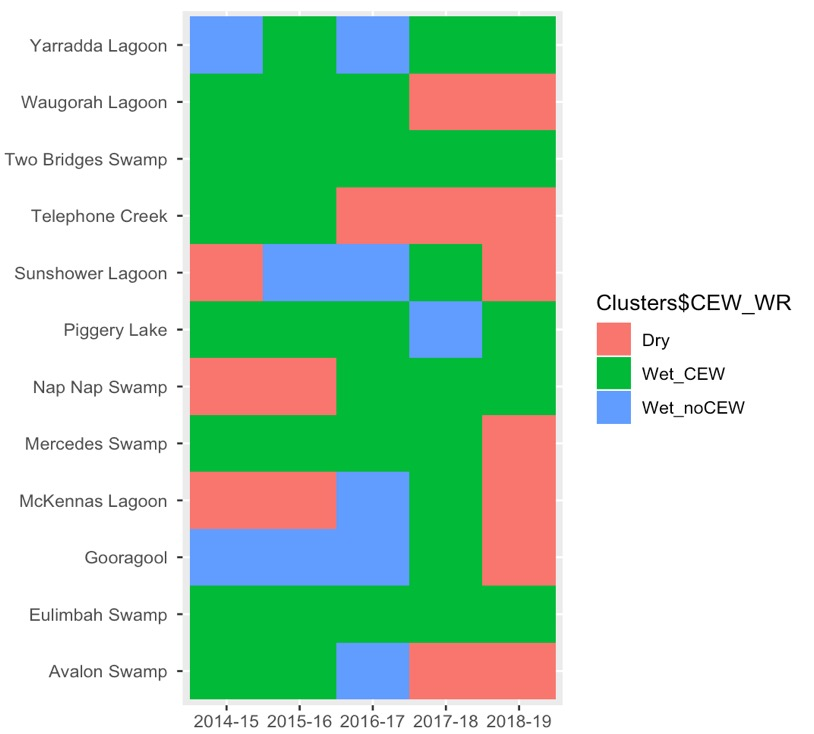 Yarradda Lagoon
Waugorah Lagoon
Two Bridges Swamp
Telephone Creek
Sunshower Lagoon
Piggery Lake
Nap Nap Swamp
Mercedes Swamp
McKennas Lagoon
Gooragool
Eulimbah Swamp
Avalon Swamp
2014-15 2015-16 2016-17 2017-18 2018-19
Clusters$CEW_WR
Dry
Wet_CEW
Wet_noCEW